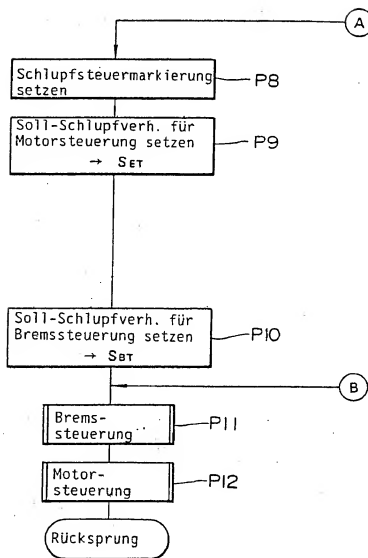 A
Schlupfsteuermarkierung
setzen
P8
Soll-Schlupfverh. für
Motorsteuerung setzen
→ SET
P9
Soll-Schlupfverh. für
Bremssteuerung setzen
→ SBT
P10
B
Brems-
steuerung
P11
Motor-
steuerung
P12
Rücksprung